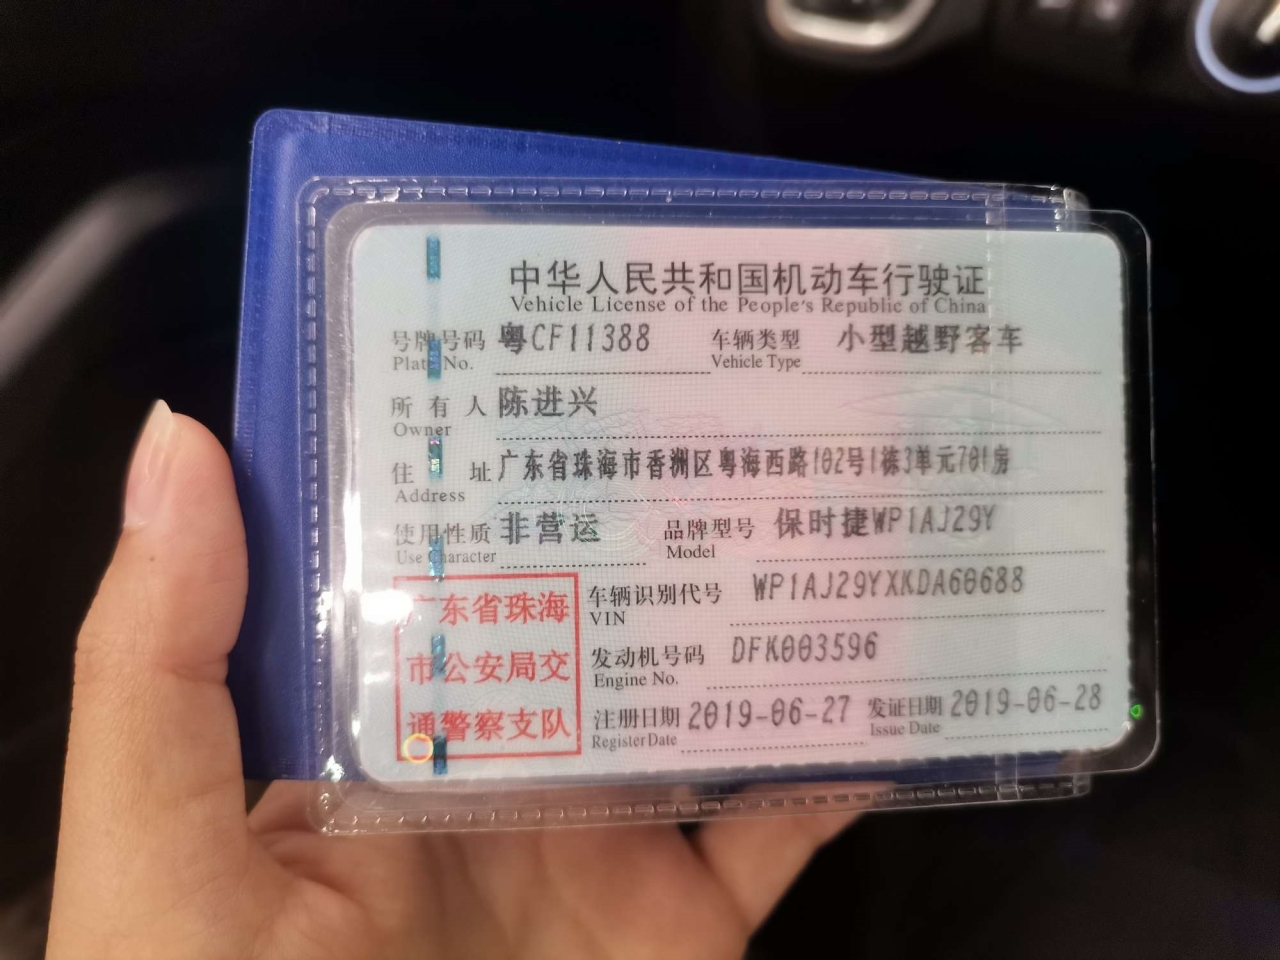 中华人民共和国机动车行驶证
Vehicle License of the People's Republic of China
号牌号码 粤CF11388 车辆类型 小型越野客车
Plate No. Vehicle Type
所有人 陈进兴
Owner
住址 广东省珠海市香洲区粤海西路102号1栋3单元701房
Address
使用性质 非营运 品牌型号 保时捷WP1AJ29Y
Use Character Model
车辆识别代号 WP1AJ29YXKDA60688
VIN
发动机号码 DFK003596
Engine No.
注册日期 2019-06-27 发证日期 2019-06-28
Register Date Issue Date
广东省珠海
市公安局交
通警察支队